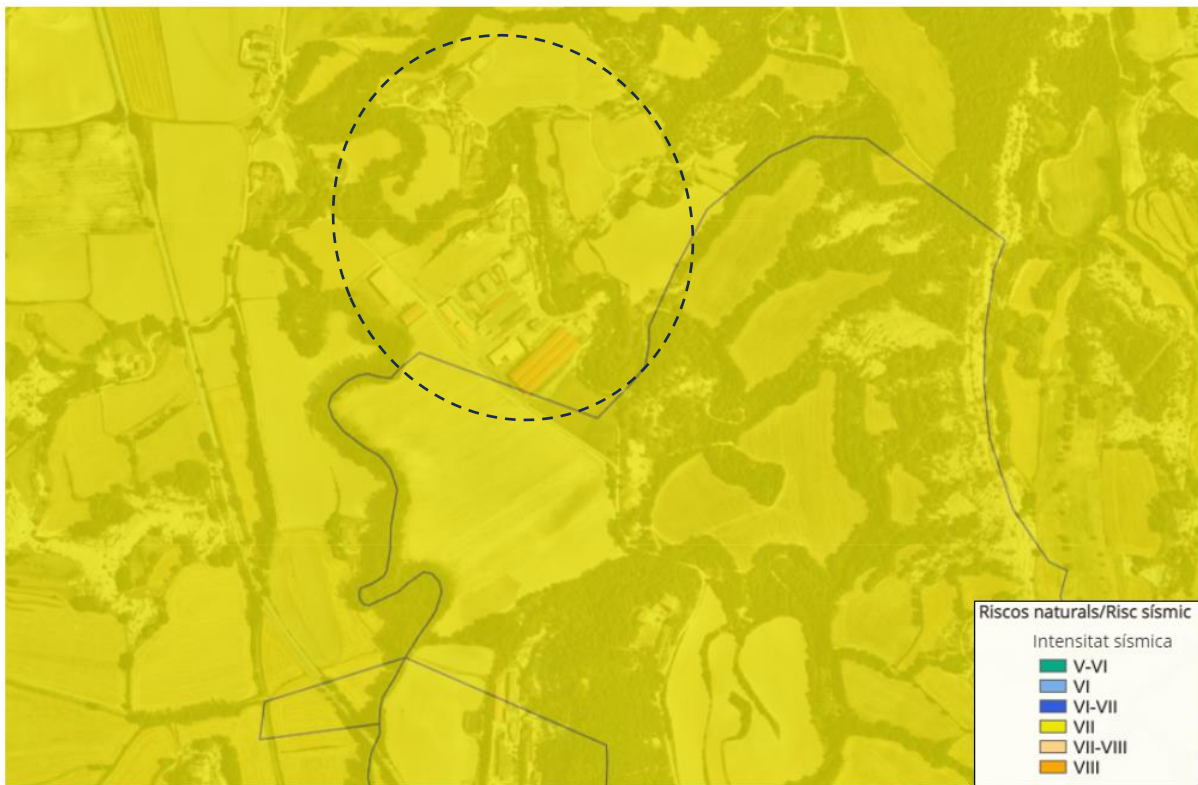 Riscos naturals/Risc sísmic
Intensitat sísmica
V-VI
VI
VI-VII
VII
VII-VIII
VIII